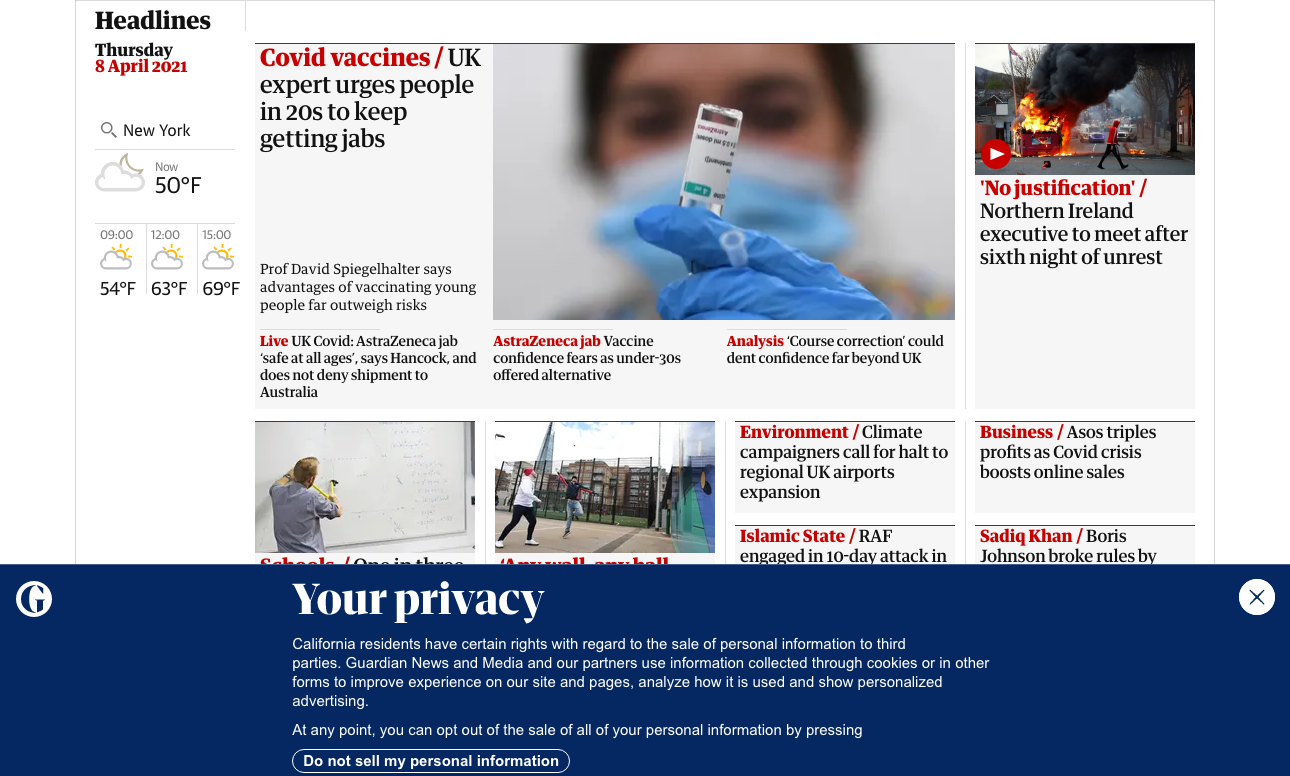 Headlines
Thursday
8 April 2021
New York
Now
50°F
09:00
12:00
15:00
54°F
63°F
69°F
Covid vaccines / UK
expert urges people
in 20s to keep
getting jabs
Prof David Spiegelhalter says
advantages of vaccinating young
people far outweigh risks
AstraZeneca
Live UK Covid: AstraZeneca jab
‘safe at all ages’, says Hancock, and
does not deny shipment to
Australia
AstraZeneca jab Vaccine
confidence fears as under-30s
offered alternative
Analysis ‘Course correction’ could
dent confidence far beyond UK
'No justification' /
Northern Ireland
executive to meet after
sixth night of unrest
Schools / One in three
‘Any wall, any ball
Environment / Climate
campaigners call for halt to
regional UK airports
expansion
Islamic State / RAF
engaged in 10-day attack in
Business / Asos triples
profits as Covid crisis
boosts online sales
Sadiq Khan / Boris
Johnson broke rules by
Your privacy
California residents have certain rights with regard to the sale of personal information to third
parties. Guardian News and Media and our partners use information collected through cookies or in other
forms to improve experience on our site and pages, analyze how it is used and show personalized
advertising.
At any point, you can opt out of the sale of all of your personal information by pressing
Do not sell my personal information